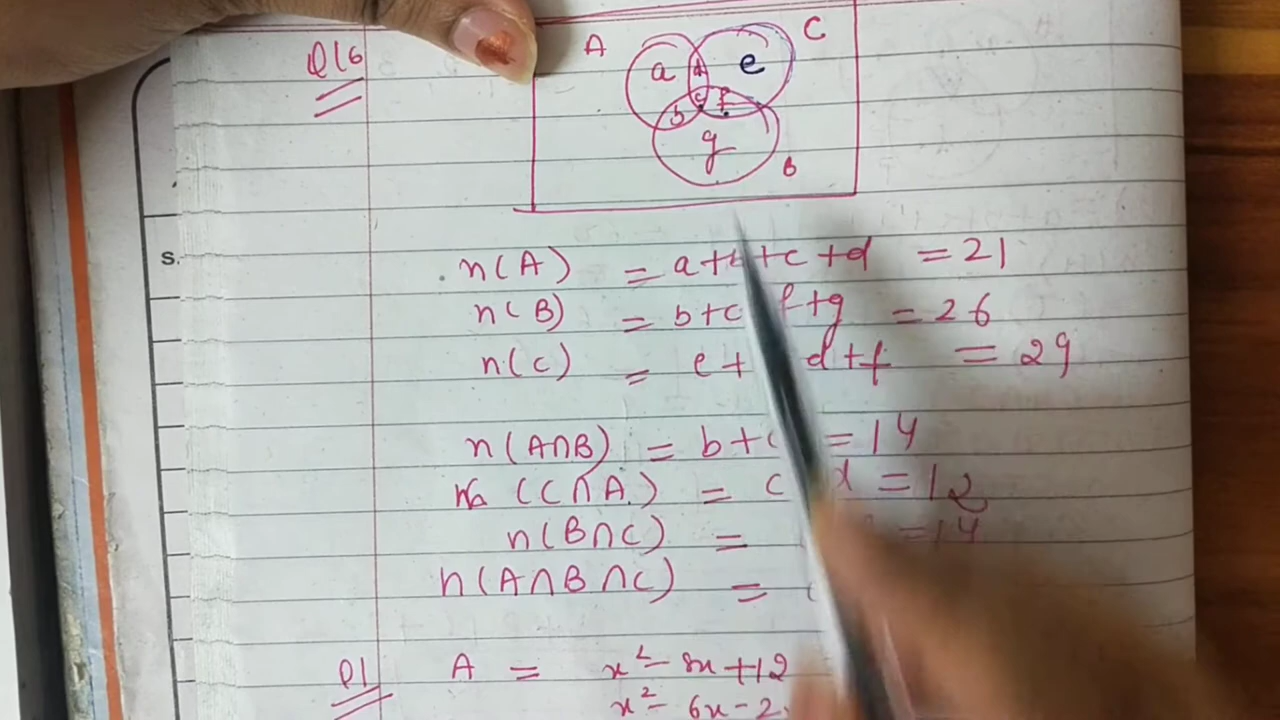 Q16
A C
a d e
b c f
g
B
n(A) = a+b+c+d = 21
n(B) = b+c f+g = 26
n(C) = e+ d+f = 29
n(A∩B) = b+c = 14
n (C∩A) = c d = 12
n(B∩C) = =14
n(A∩B∩C) =
Q1 A = x²-8x+12
x²-6x-2
s.